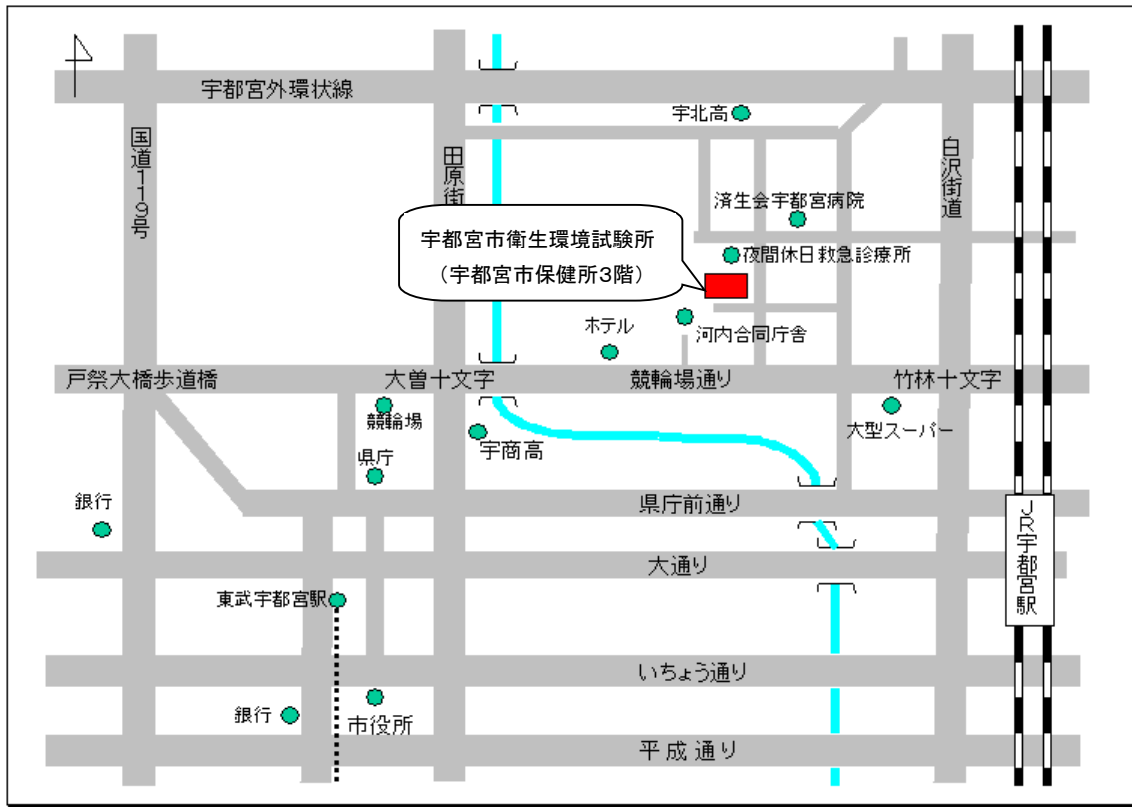 宇都宮外環状線
宇北高
国道119号
田原街
白沢街道
済生会宇都宮病院
宇都宮市衛生環境試験所
（宇都宮市保健所3階）
夜間休日救急診療所
河内合同庁舎
ホテル
戸祭大橋歩道橋
大曽十文字
競輪場通り
竹林十文字
競輪場
宇商高
大型スーパー
県庁
銀行
県庁前通り
JR宇都宮駅
大通り
東武宇都宮駅
いちょう通り
銀行
市役所
平成通り